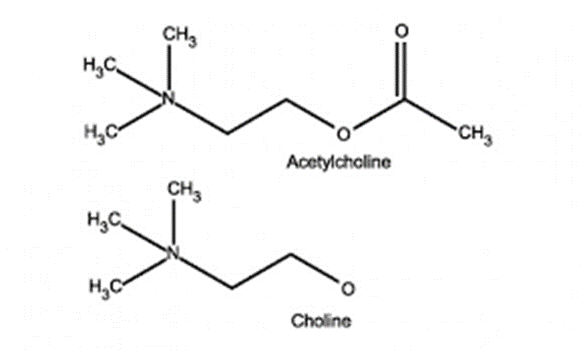 CH₃
O
H₃C
N
H₃C
O
CH₃
Acetylcholine
CH₃
H₃C
N
H₃C
O
Choline